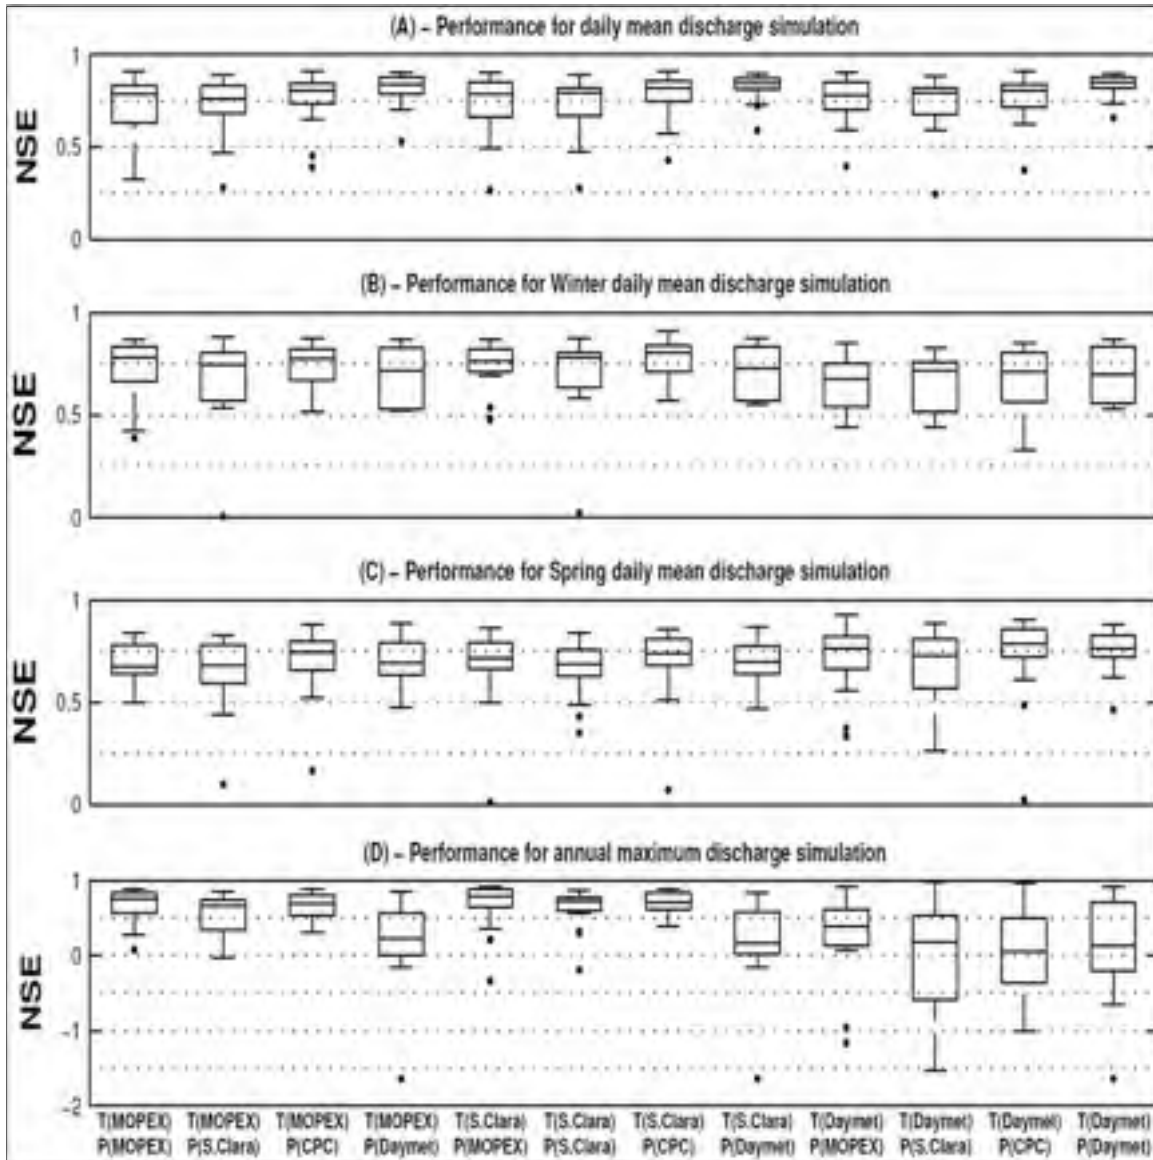 (A) – Performance for daily mean discharge simulation
NSE
1
0.5
0
(B) – Performance for Winter daily mean discharge simulation
NSE
1
0.5
0
(C) – Performance for Spring daily mean discharge simulation
NSE
1
0.5
0
(D) – Performance for annual maximum discharge simulation
NSE
1
0
–1
–2
T(MOPEX) T(MOPEX) T(MOPEX) T(MOPEX) T(S.Clara) T(S.Clara) T(S.Clara) T(S.Clara) T(Daymet) T(Daymet) T(Daymet) T(Daymet)
P(MOPEX) P(S.Clara) P(CPC) P(Daymet) P(MOPEX) P(S.Clara) P(CPC) P(Daymet) P(MOPEX) P(S.Clara) P(CPC) P(Daymet)